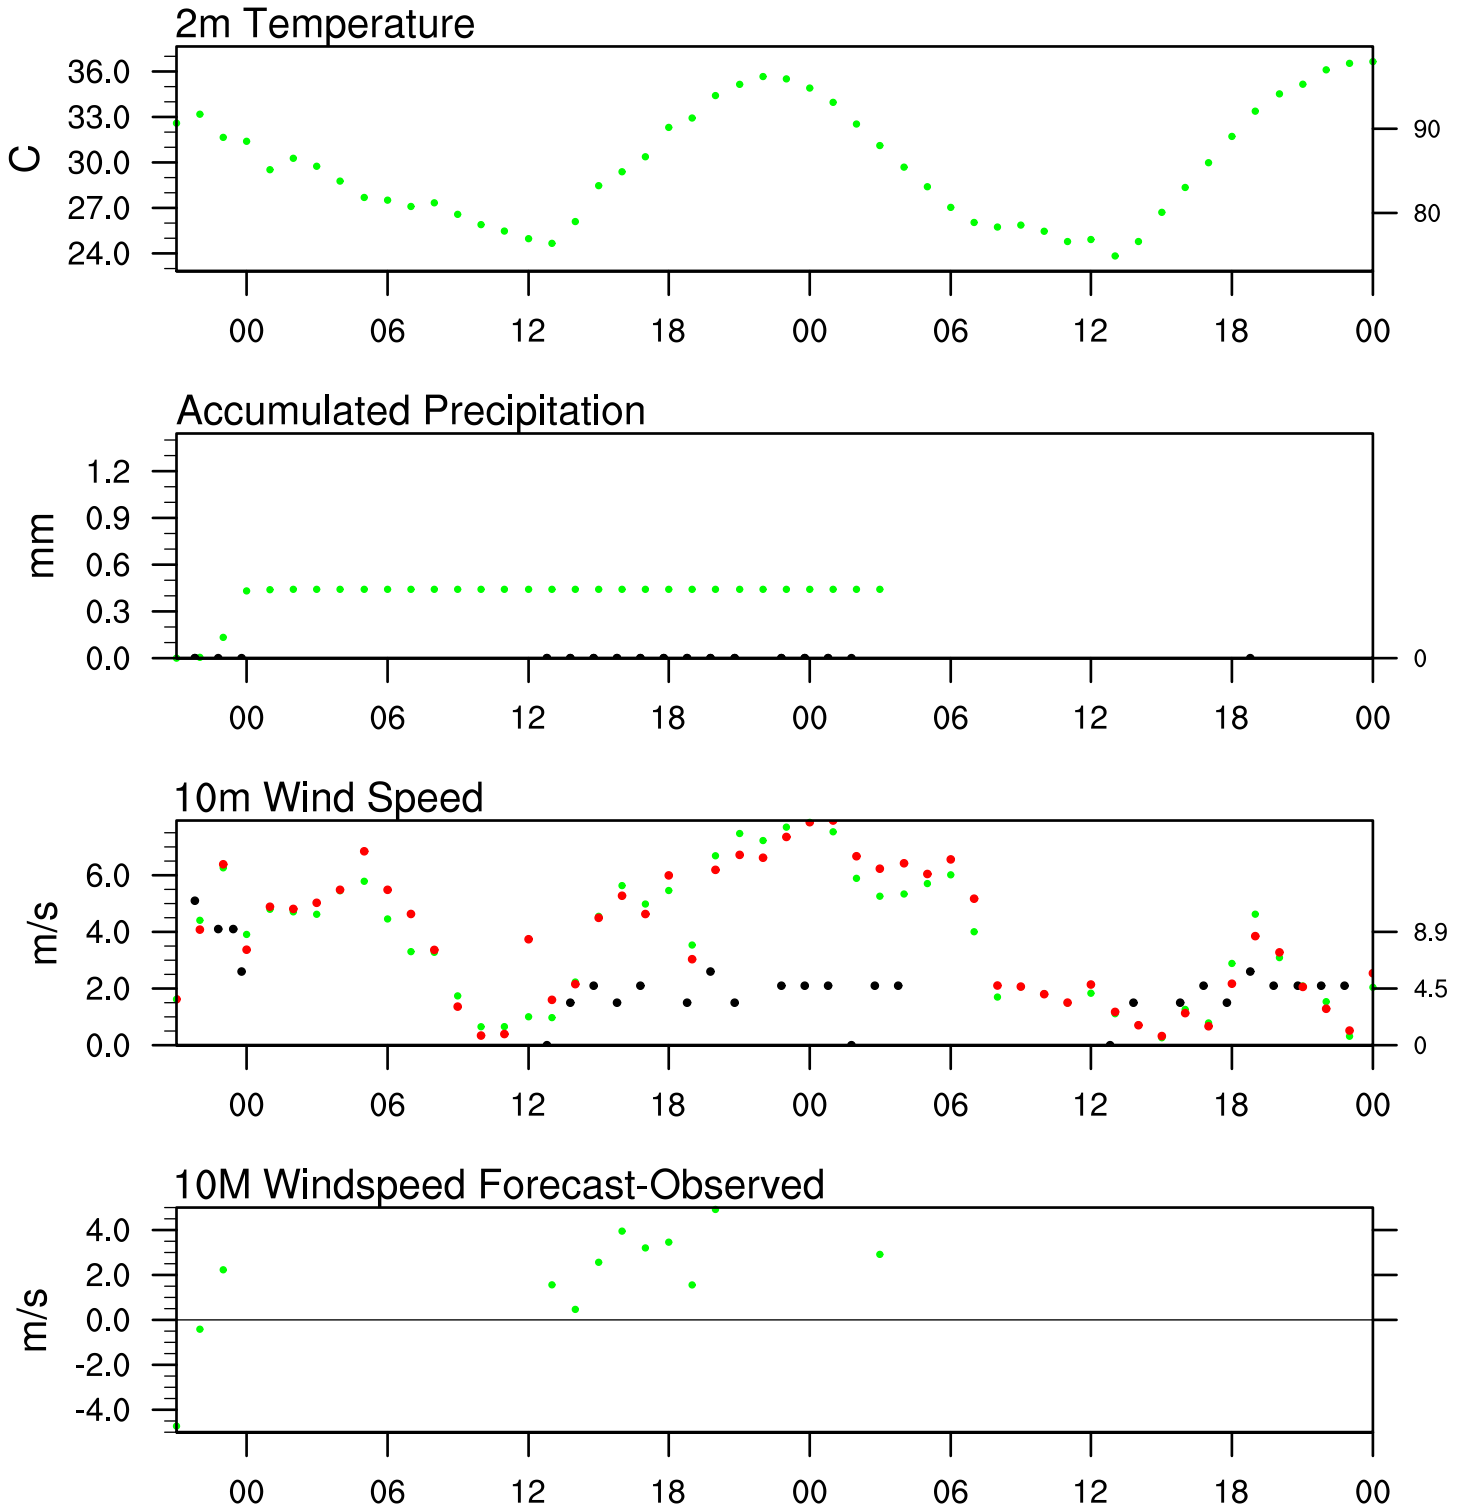 2m Temperature
36.0
33.0
30.0
27.0
24.0
C
90
80
00 06 12 18 00 06 12 18 00
Accumulated Precipitation
1.2
0.9
0.6
0.3
0.0
mm
0
00 06 12 18 00 06 12 18 00
10m Wind Speed
6.0
4.0
2.0
0.0
m/s
8.9
4.5
0
00 06 12 18 00 06 12 18 00
10M Windspeed Forecast-Observed
4.0
2.0
0.0
-2.0
-4.0
m/s
00 06 12 18 00 06 12 18 00